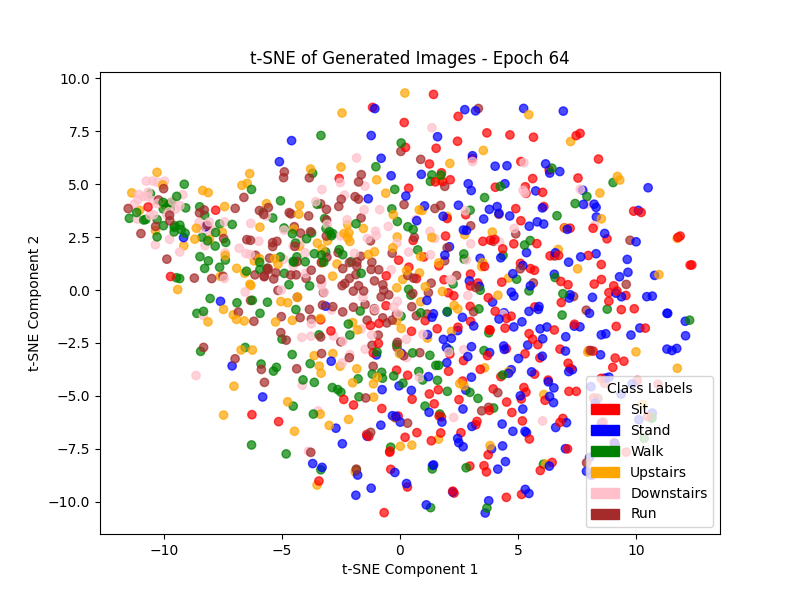 t-SNE of Generated Images - Epoch 64
10.0
7.5
5.0
2.5
0.0
−2.5
−5.0
−7.5
−10.0
t-SNE Component 2
−10
−5
0
5
10
t-SNE Component 1
Class Labels
Sit
Stand
Walk
Upstairs
Downstairs
Run